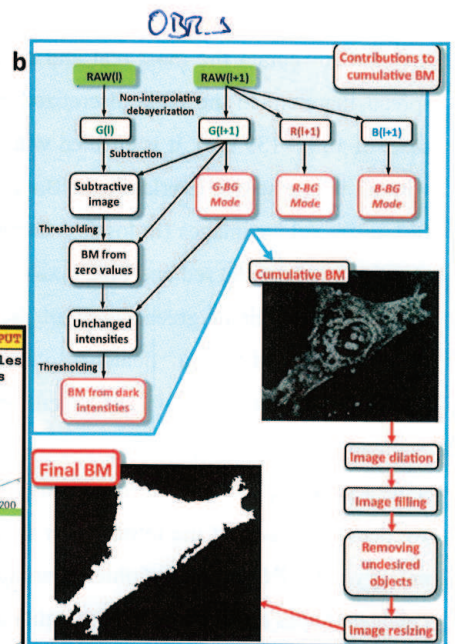 OBR_5
b
Contributions to
cumulative BM
RAW(l)
RAW(l+1)
Non-interpolating
debayerization
G(l)
G(l+1)
R(l+1)
B(l+1)
Subtraction
Subtractive
image
G-BG
Mode
R-BG
Mode
B-BG
Mode
Thresholding
BM from
zero values
Cumulative BM
Unchanged
intensities
Thresholding
BM from dark
intensities
PUT
les
s
200
Final BM
Image dilation
Image filling
Removing
undesired
objects
Image resizing